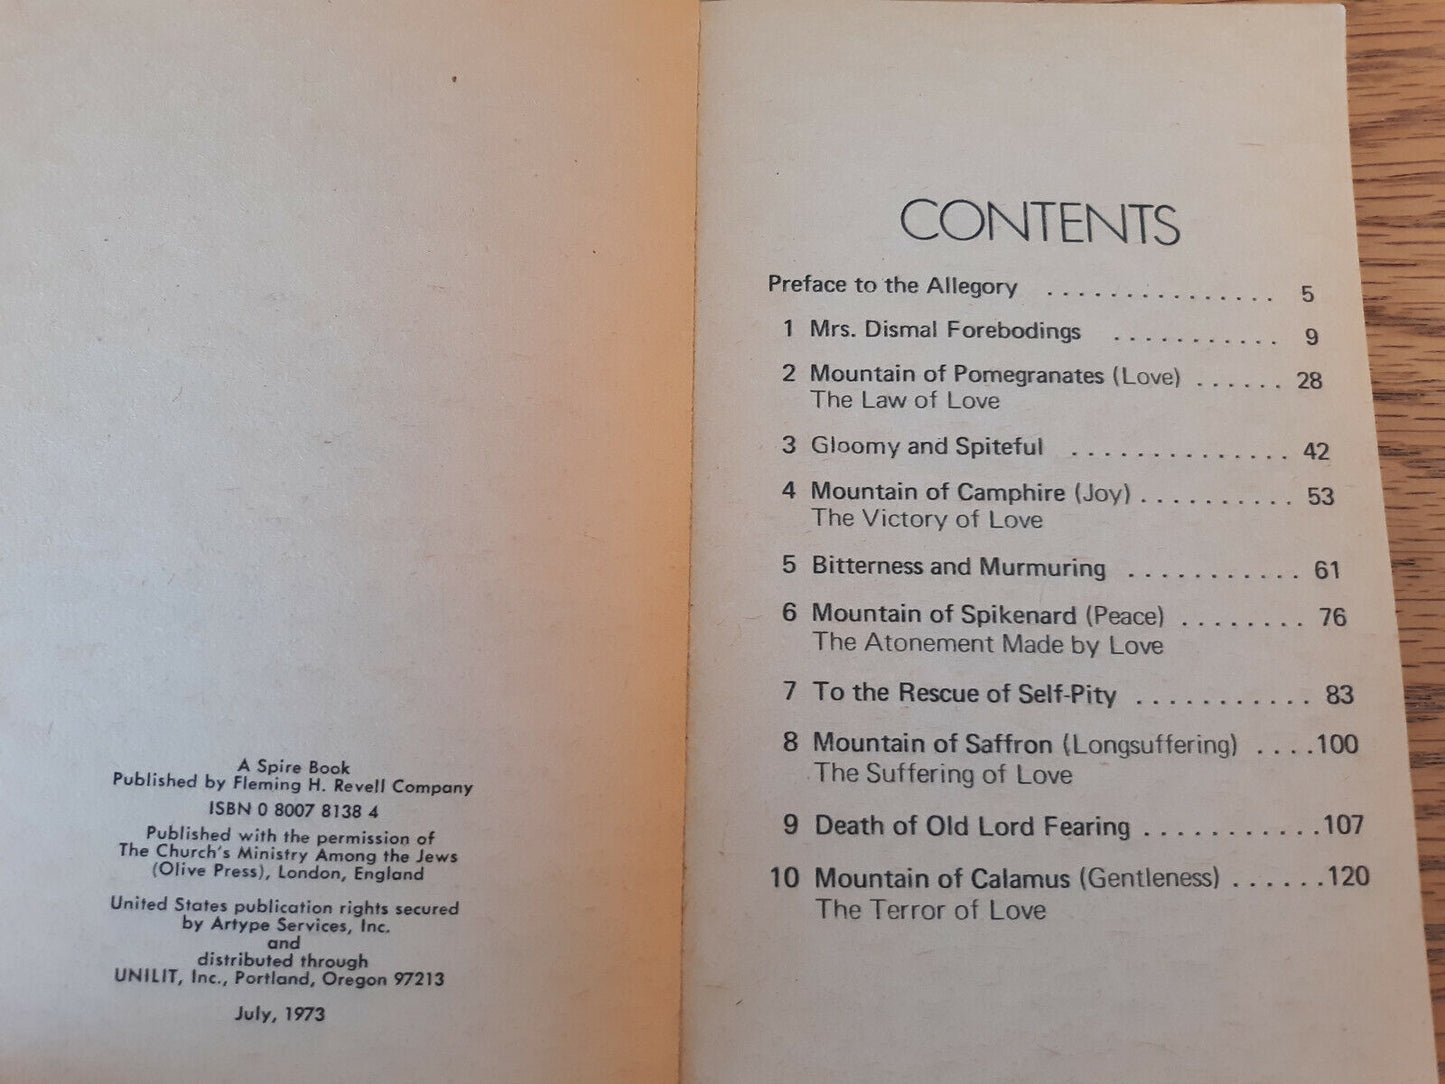 A Spire Book
Published by Fleming H. Revell Company
ISBN 0 8007 8138 4
Published with the permission of
The Church's Ministry Among the Jews
(Olive Press), London, England
United States publication rights secured
by Artype Services, Inc.
and
distributed through
UNILIT, Inc., Portland, Oregon 97213
July, 1973
CONTENTS
Preface to the Allegory ............... 5
1 Mrs. Dismal Forebodings ........... 9
2 Mountain of Pomegranates (Love) ...... 28
The Law of Love
3 Gloomy and Spiteful .............. 42
4 Mountain of Camphire (Joy) .......... 53
The Victory of Love
5 Bitterness and Murmuring ........... 61
6 Mountain of Spikenard (Peace) ........ 76
The Atonement Made by Love
7 To the Rescue of Self-Pity ........... 83
8 Mountain of Saffron (Longsuffering) .... 100
The Suffering of Love
9 Death of Old Lord Fearing ........... 107
10 Mountain of Calamus (Gentleness) ...... 120
The Terror of Love